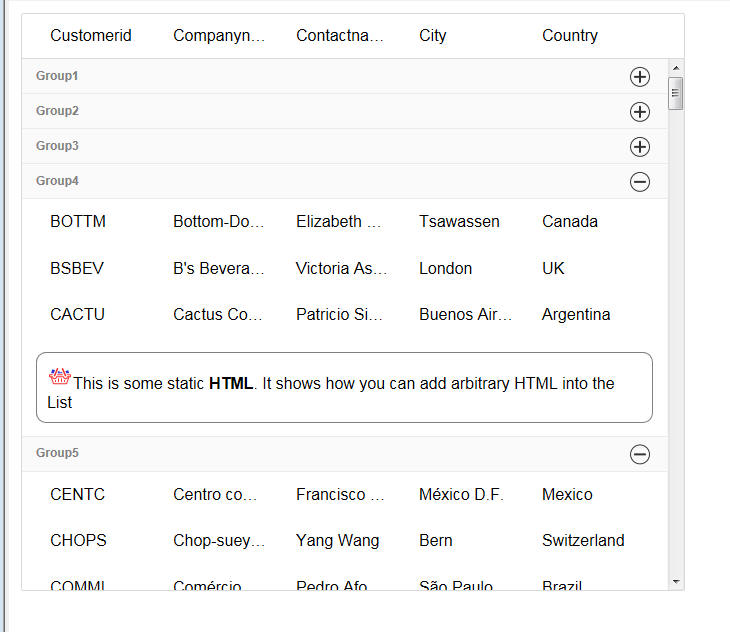 Customerid Companyn... Contactna... City Country
Group1
Group2
Group3
Group4
BOTTM Bottom-Do... Elizabeth ... Tsawassen Canada
BSBEV B's Bevera... Victoria As... London UK
CACTU Cactus Co... Patricio Si... Buenos Air... Argentina
This is some static HTML. It shows how you can add arbitrary HTML into the
List
Group5
CENTC Centro co... Francisco ... México D.F. Mexico
CHOPS Chop-suey... Yang Wang Bern Switzerland
COMMI Comércio Pedro Afo São Paulo Brazil